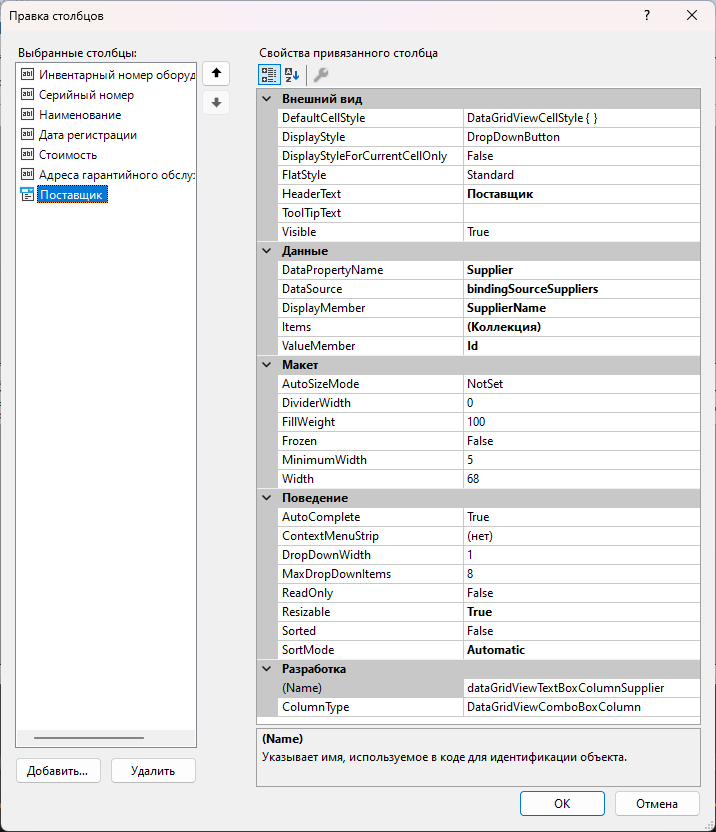 Правка столбцов ?
Выбранные столбцы:
Инвентарный номер оборуд
Серийный номер
Наименование
Дата регистрации
Стоимость
Адреса гарантийного обслу:
Поставщик
Добавить...
Удалить
Свойства привязанного столбца
Внешний вид
DefaultCellStyle DataGridViewCellStyle { }
DisplayStyle DropDownButton
DisplayStyleForCurrentCellOnly False
FlatStyle Standard
HeaderText Поставщик
ToolTipText
Visible True
Данные
DataPropertyName Supplier
DataSource bindingSourceSuppliers
DisplayMember SupplierName
Items (Коллекция)
ValueMember Id
Макет
AutoSizeMode NotSet
DividerWidth 0
FillWeight 100
Frozen False
MinimumWidth 5
Width 68
Поведение
AutoComplete True
ContextMenuStrip (нет)
DropDownWidth 1
MaxDropDownItems 8
ReadOnly False
Resizable True
Sorted False
SortMode Automatic
Разработка
(Name) dataGridViewTextBoxColumnSupplier
ColumnType DataGridViewComboBoxColumn
(Name)
Указывает имя, используемое в коде для идентификации объекта.
OK
Отмена